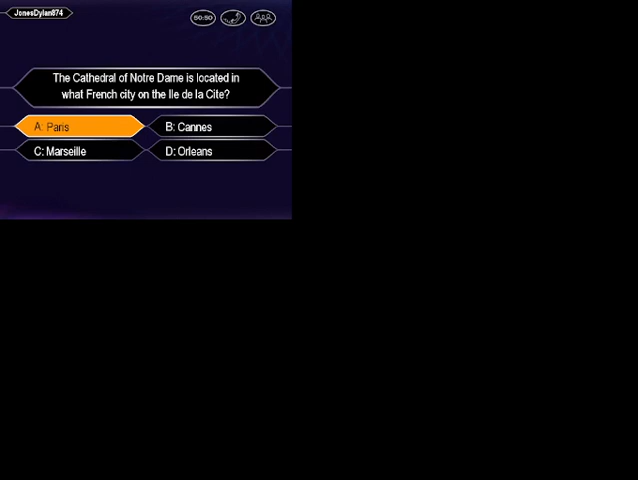 JonesDylan874
50:50
The Cathedral of Notre Dame is located in
what French city on the Ile de la Cite?
A: Paris
B: Cannes
C: Marseille
D: Orleans